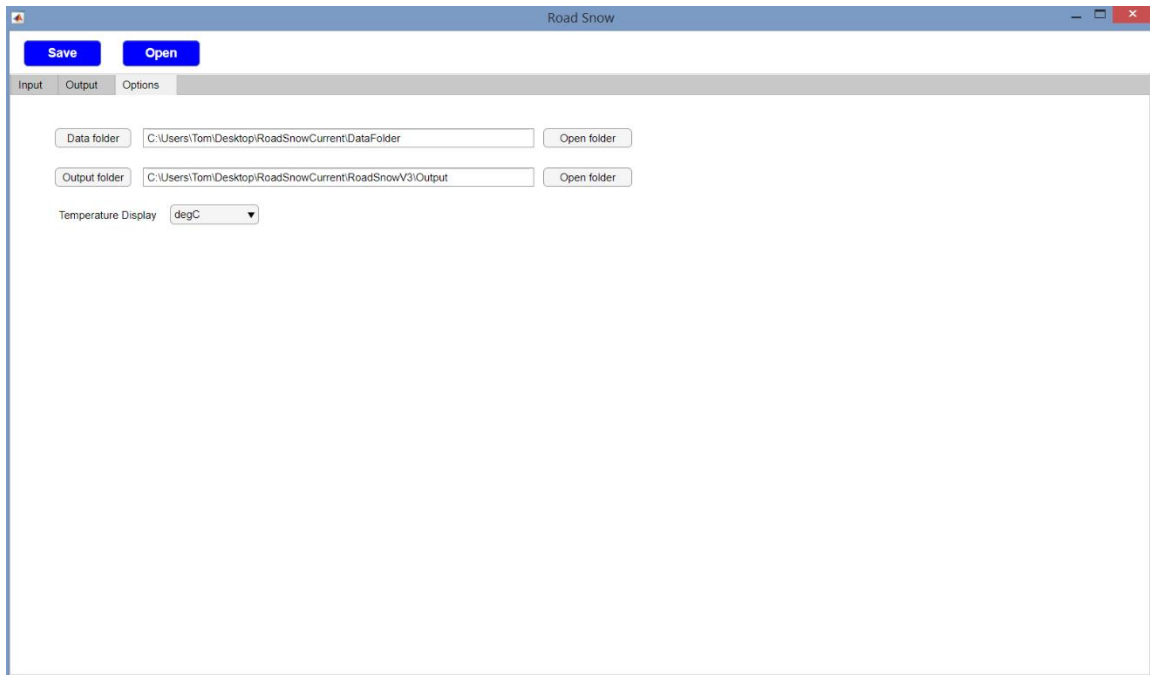 Road Snow
Save Open
Input Output Options
Data folder C:\Users\Tom\Desktop\RoadSnowCurrent\DataFolder Open folder
Output folder C:\Users\Tom\Desktop\RoadSnowCurrent\RoadSnowV3\Output Open folder
Temperature Display degC